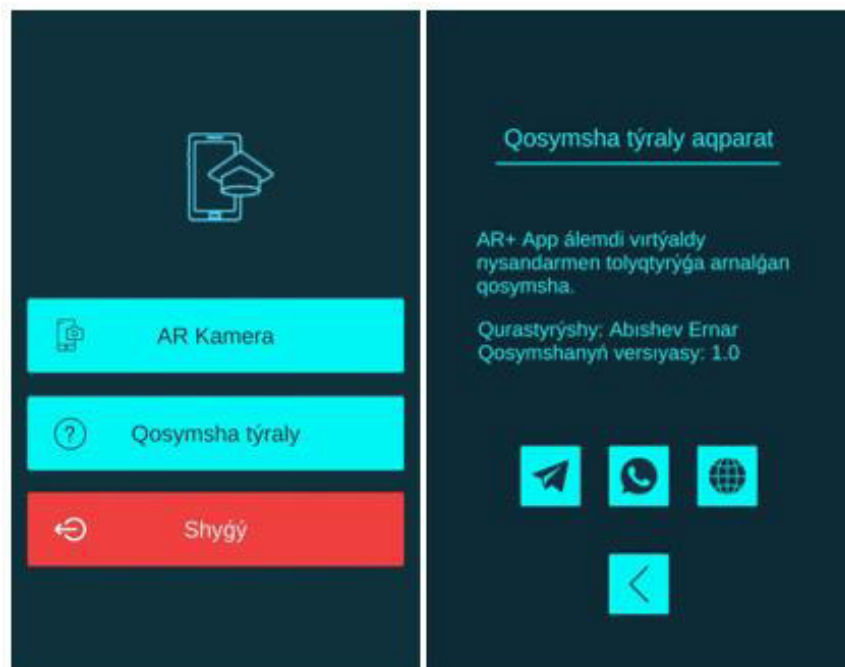 AR Kamera
Qosymsha týraly
Shyǵý
Qosymsha týraly aqparat
AR+ App álemdi vırtýaldy
nysandarmen tolyqtyrýǵa arnalǵan
qosymsha.
Qurastyrýshy: Abıshev Ernar
Qosymshanyń versıyasy: 1.0